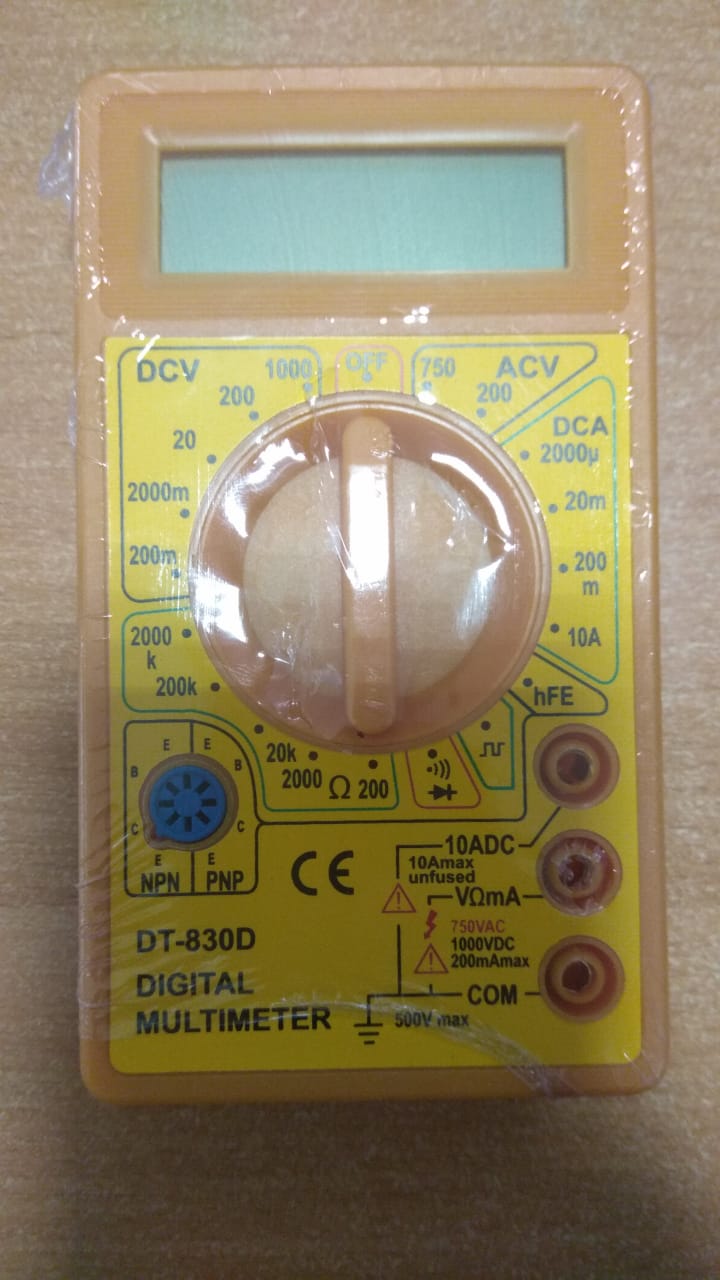 DCV
1000
200
20
2000m
200m
OFF
750
ACV
200
DCA
2000µ
20m
200
m
10A
hFE
2000
k
200k
20k
2000
Ω
200
E
E
B
B
C
C
E
E
NPN
PNP
CE
10ADC
10Amax
unfused
VΩmA
750VAC
1000VDC
200mAmax
COM
500V max
DT-830D
DIGITAL
MULTIMETER